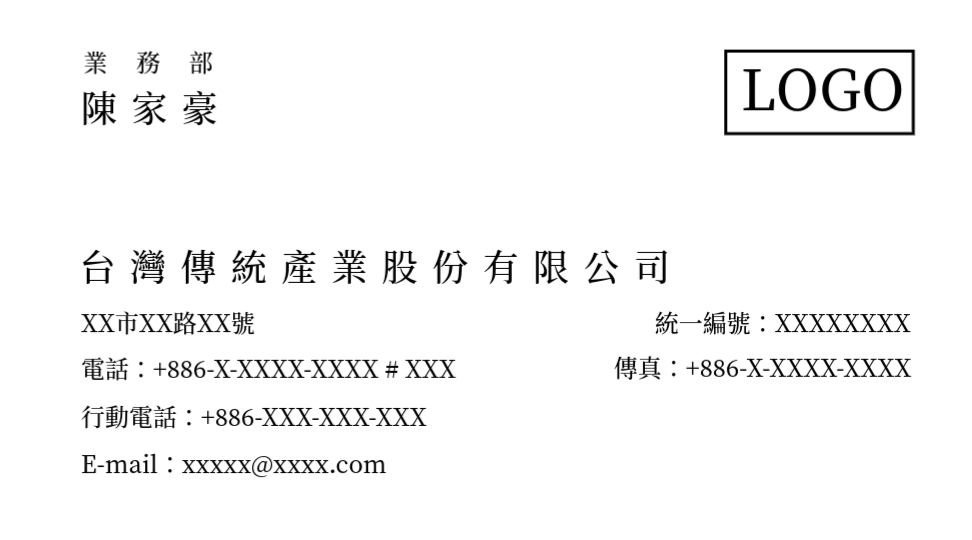 業務部
陳家豪
LOGO
台灣傳統產業股份有限公司
XX市XX路XX號
統一編號：XXXXXXXX
電話：+886-X-XXXX-XXXX # XXX
傳真：+886-X-XXXX-XXXX
行動電話：+886-XXX-XXX-XXX
E-mail：xxxxx@xxxx.com